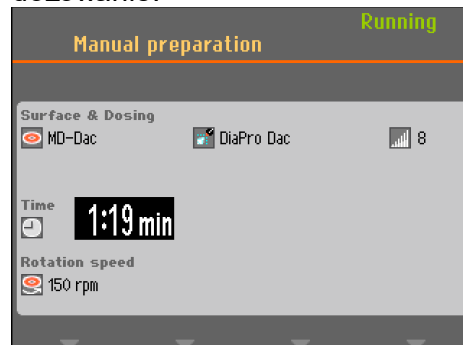 Running
Manual preparation
Surface & Dosing
MD-Dac DiaPro Dac 8
Time
1:19 min
Rotation speed
150 rpm